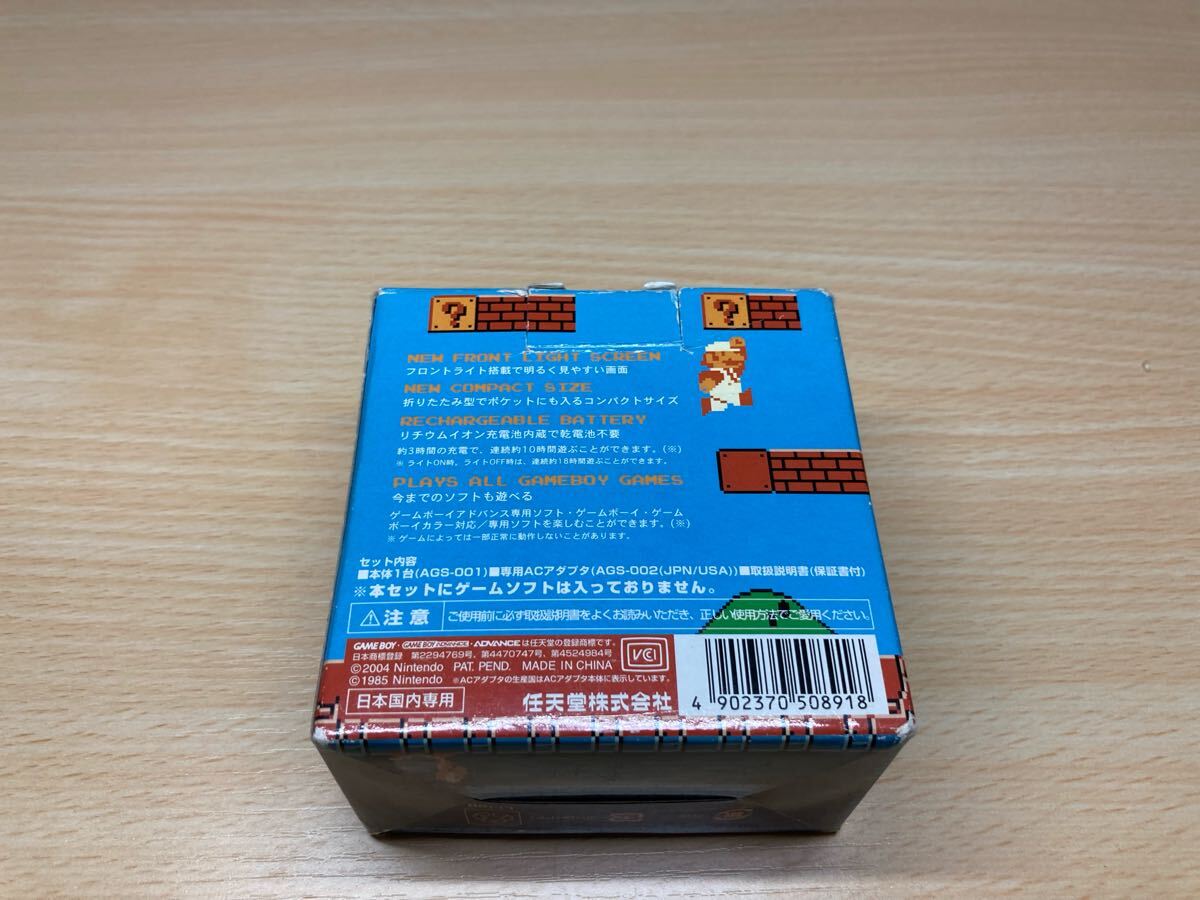 NEW FRONT LIGHT SCREEN
フロントライト搭載で明るく見やすい画面
NEW COMPACT SIZE
折りたたみ型でポケットにも入るコンパクトサイズ
RECHARGEABLE BATTERY
リチウムイオン充電池内蔵で乾電池不要
約3時間の充電で、連続約10時間遊ぶことができます。(※)
※ ライトON時。ライトOFF時は、連続約18時間遊ぶことができます。
PLAYS ALL GAMEBOY GAMES
今までのソフトも遊べる
ゲームボーイアドバンス専用ソフト・ゲームボーイ・ゲーム
ボーイカラー対応/専用ソフトを楽しむことができます。(※)
※ ゲームによっては一部正常に動作しないことがあります。
セット内容
■本体1台(AGS-001)■専用ACアダプタ(AGS-002(JPN/USA))■取扱説明書(保証書付)
※本セットにゲームソフトは入っておりません。
⚠注意 ご使用前に必ず取扱説明書をよくお読みいただき、正しい使用方法でご愛用ください。
GAME BOY・GAME BOY ADVANCE・ADVANCEは任天堂の登録商標です。
日本商標登録 第2294769号、第4470747号、第4524984号
©2004 Nintendo PAT. PEND. MADE IN CHINA
©1985 Nintendo ※ACアダプタの生産国はACアダプタ本体に表示しています。
VCCI
日本国内専用 任天堂株式会社
4 902370 508918